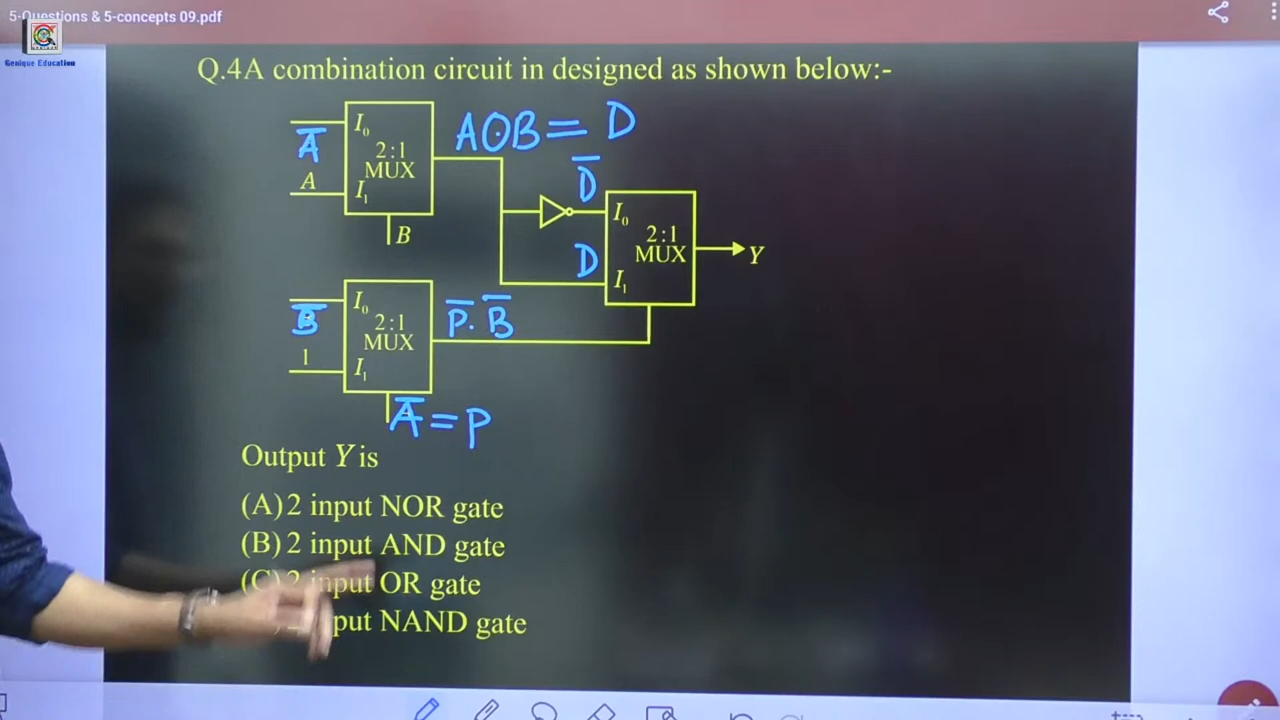 5-Questions & 5-concepts 09.pdf
Genique Education
Q.4A combination circuit in designed as shown below:-
I₀
A̅
2:1
MUX
A
I₁
B
A⊙B = D
D̅
I₀
2:1
MUX
D
I₁
Y
I₀
B̅
2:1
MUX
1
I₁
P̅.B̅
A̅ = P
Output Y is
(A) 2 input NOR gate
(B) 2 input AND gate
(C) 2 input OR gate
put NAND gate